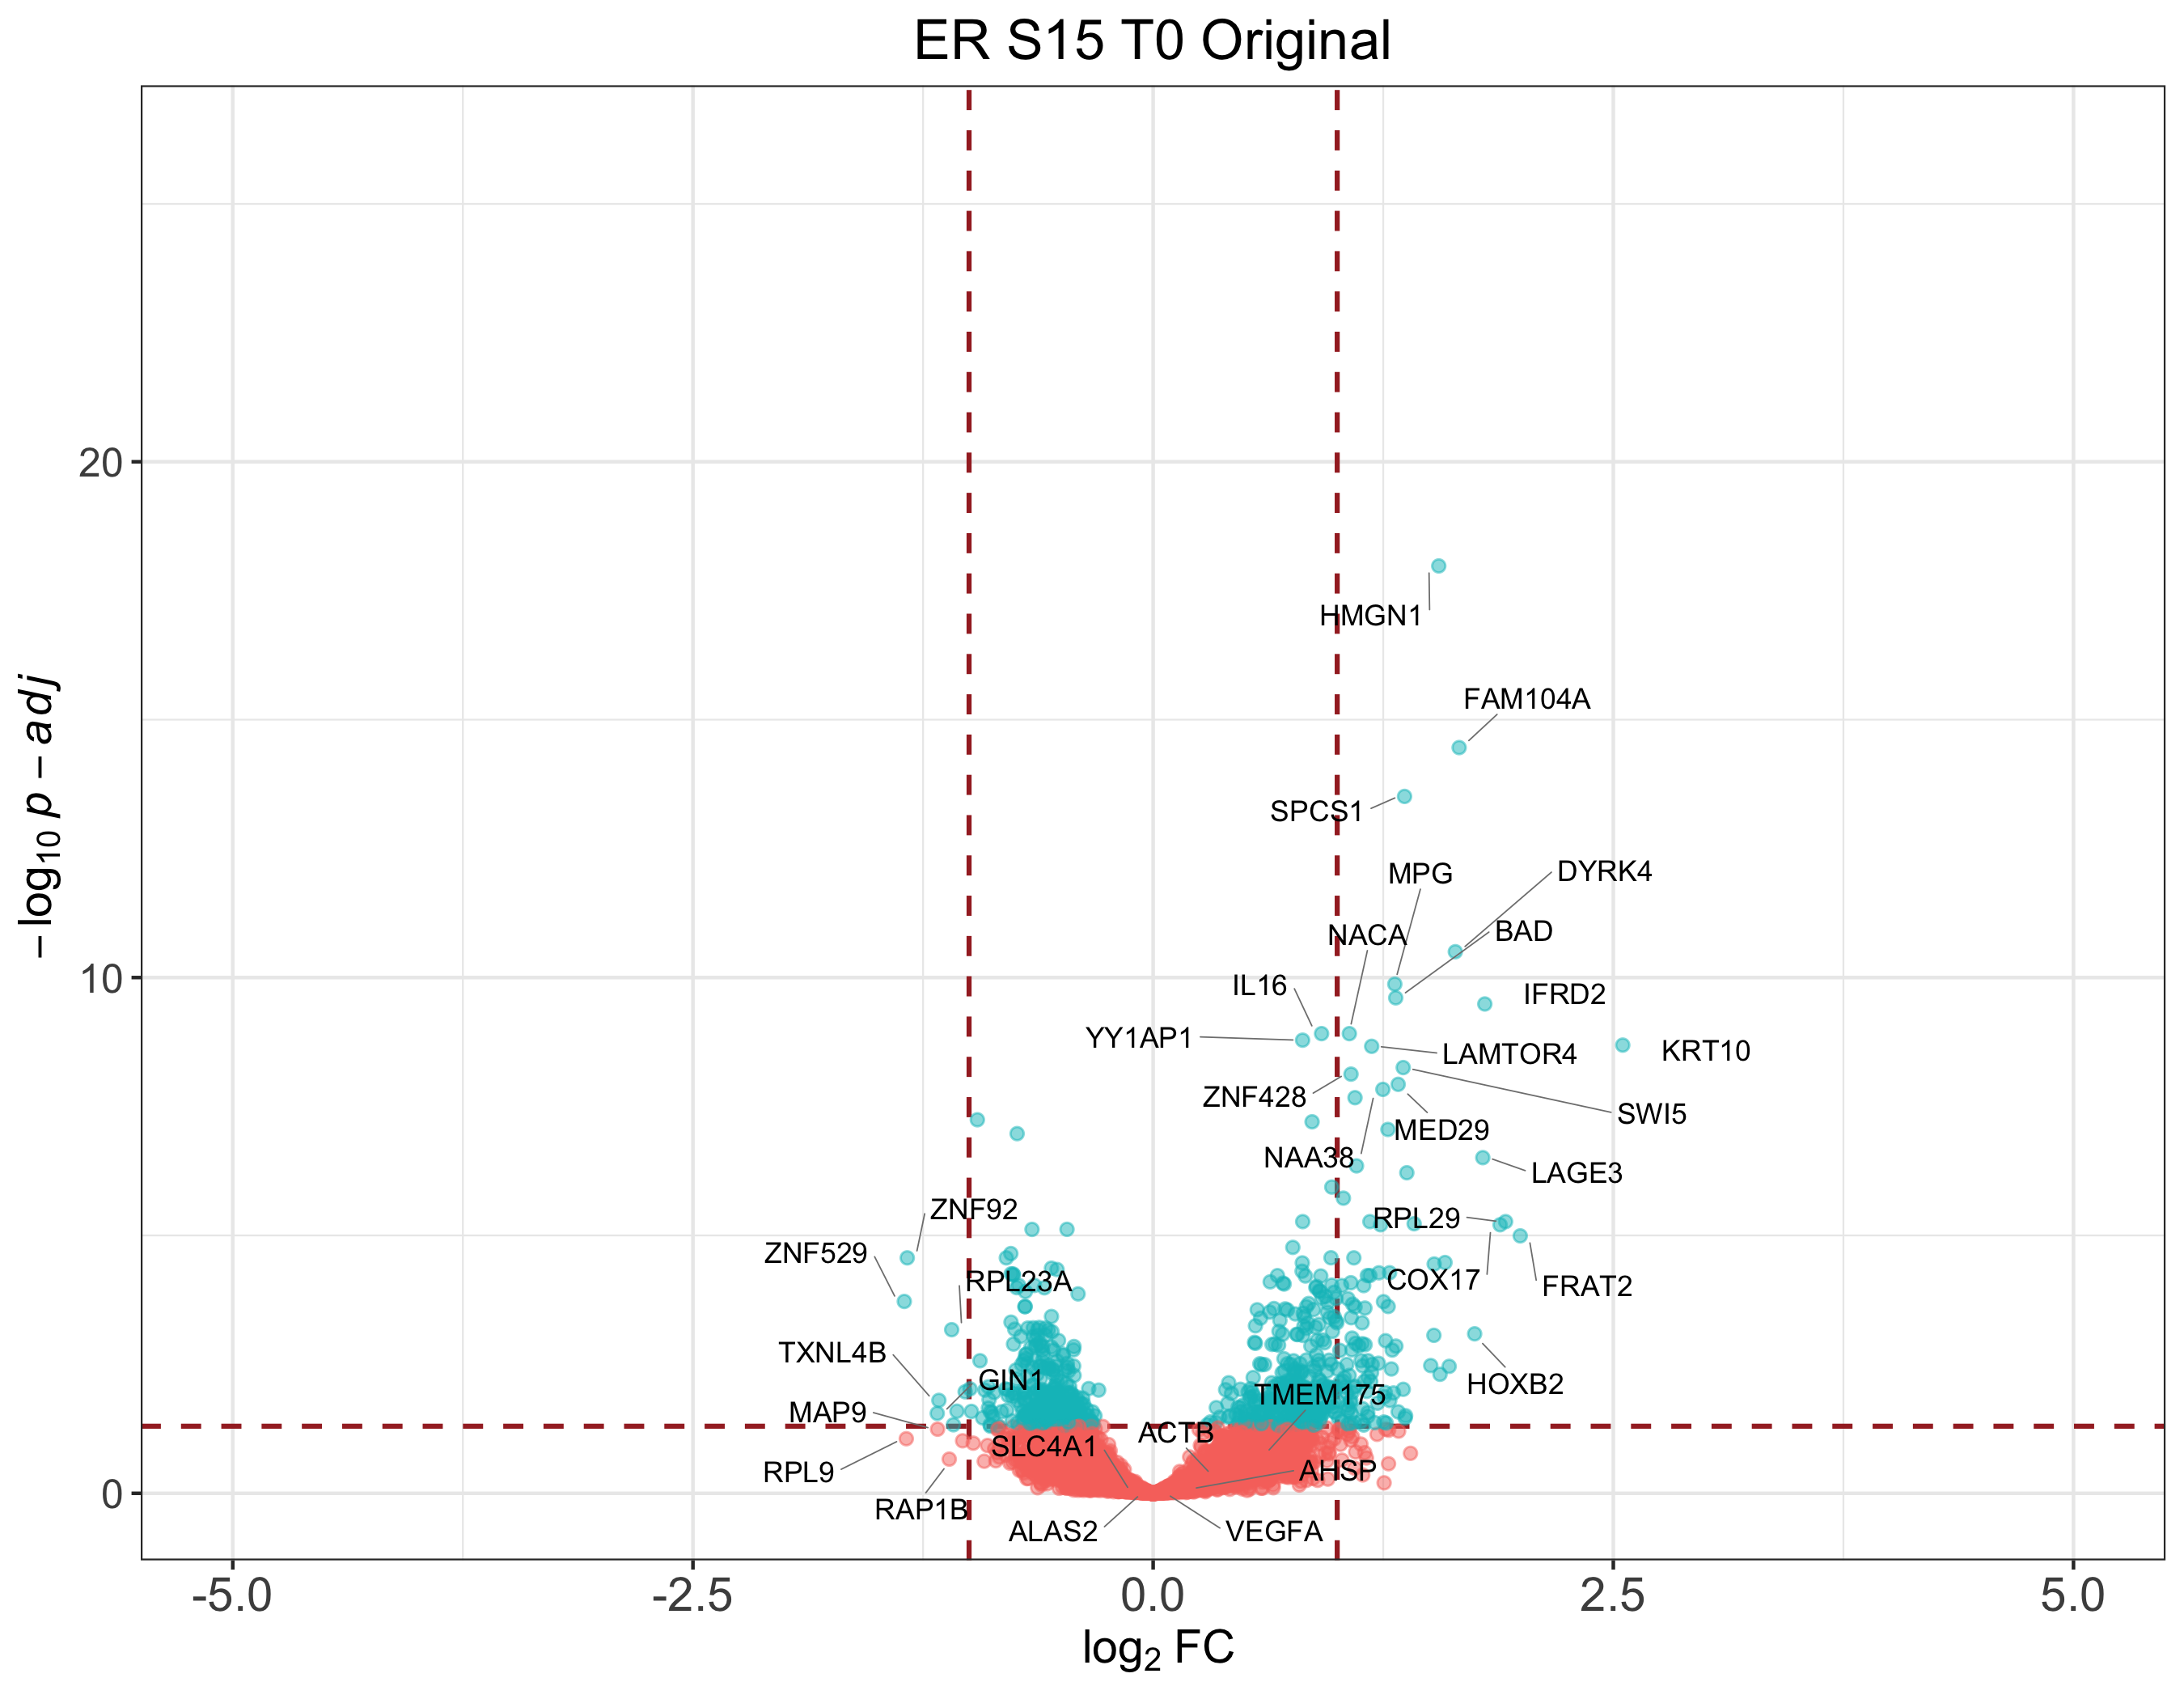 ER S15 T0 Original
−log10 p − adj
20
10
0
HMGN1
FAM104A
SPCS1
MPG
DYRK4
NACA
BAD
IL16
IFRD2
YY1AP1
LAMTOR4
KRT10
ZNF428
SWI5
MED29
NAA38
LAGE3
ZNF92
RPL29
ZNF529
RPL23A
COX17
FRAT2
TXNL4B
GIN1
HOXB2
TMEM175
MAP9
ACTB
SLC4A1
RPL9
AHSP
RAP1B
ALAS2
VEGFA
-5.0
-2.5
0.0
2.5
5.0
log2 FC